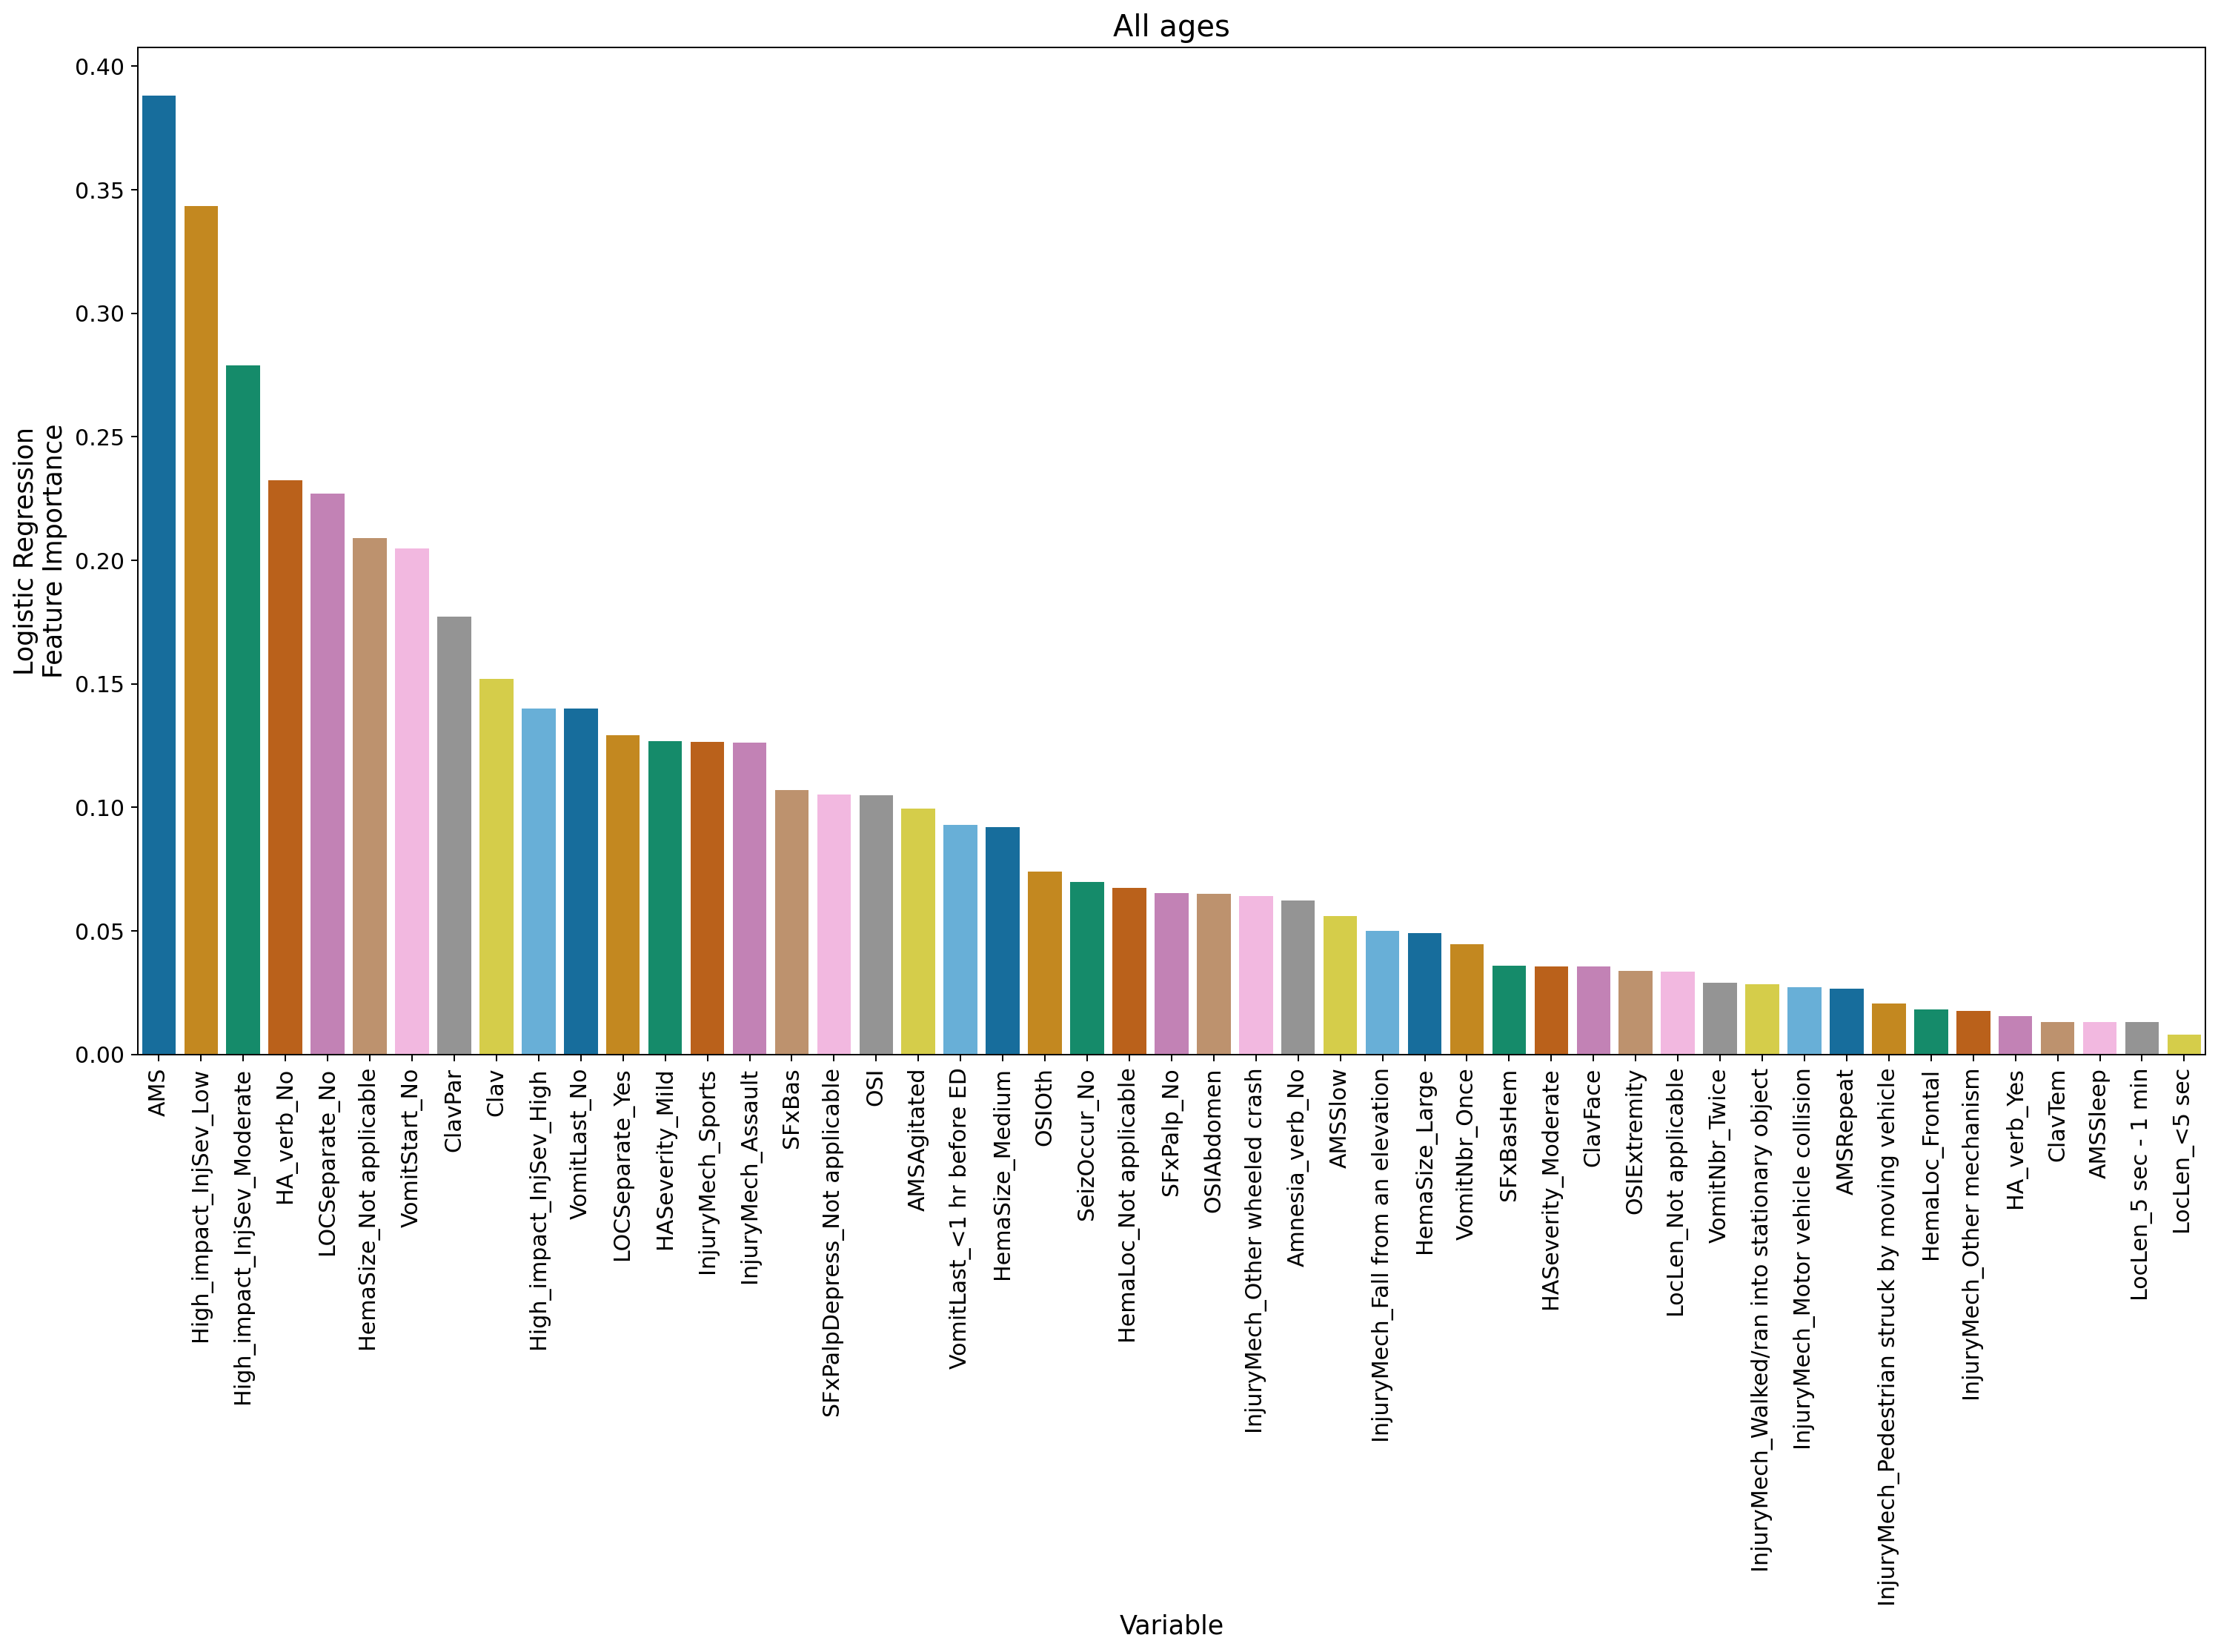 All ages
Logistic Regression
Feature Importance
0.40
0.35
0.30
0.25
0.20
0.15
0.10
0.05
0.00
AMS
High_impact_InjSev_Low
High_impact_InjSev_Moderate
HA_verb_No
LOCSeparate_No
HemaSize_Not applicable
VomitStart_No
ClavPar
Clav
High_impact_InjSev_High
VomitLast_No
LOCSeparate_Yes
HASeverity_Mild
InjuryMech_Sports
InjuryMech_Assault
SFxBas
SFxPalpDepress_Not applicable
OSI
AMSAgitated
VomitLast_<1 hr before ED
HemaSize_Medium
OSIOth
SeizOccur_No
HemaLoc_Not applicable
SFxPalp_No
OSIAbdomen
InjuryMech_Other wheeled crash
Amnesia_verb_No
AMSSlow
InjuryMech_Fall from an elevation
HemaSize_Large
VomitNbr_Once
SFxBasHem
HASeverity_Moderate
ClavFace
OSIExtremity
LocLen_Not applicable
VomitNbr_Twice
InjuryMech_Walked/ran into stationary object
InjuryMech_Motor vehicle collision
AMSRepeat
InjuryMech_Pedestrian struck by moving vehicle
HemaLoc_Frontal
InjuryMech_Other mechanism
HA_verb_Yes
ClavTem
AMSSleep
LocLen_5 sec - 1 min
LocLen_<5 sec
Variable